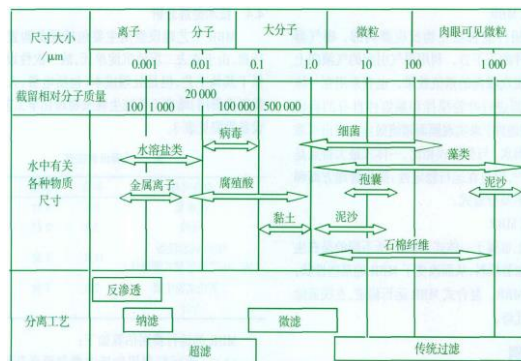 尺寸大小 /μm
离子 分子 大分子 微粒 肉眼可见微粒
0.001 0.01 0.1 1.0 10 100 1 000
截留相对分子质量
100 1 000 20 000 100 000 500 000
水中有关各种物质尺寸
病毒 细菌
水溶盐类 藻类
金属离子 腐殖酸 孢囊 泥沙
黏土 泥沙
石棉纤维
分离工艺
反渗透
纳滤 微滤
超滤 传统过滤